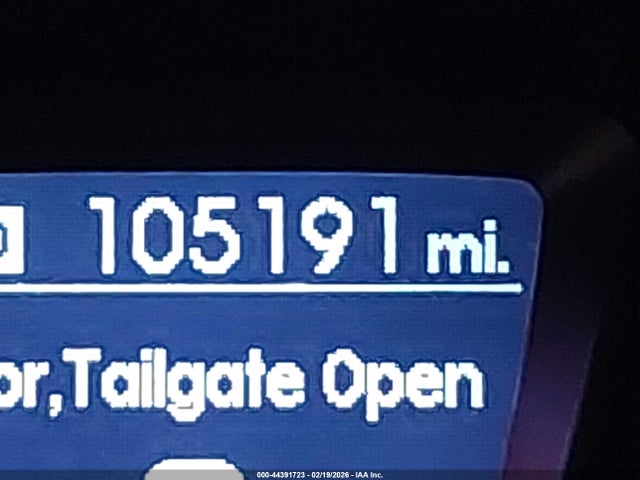 105191 mi.
or,Tailgate Open
000-44391723 - 02/19/2026 - IAA Inc.